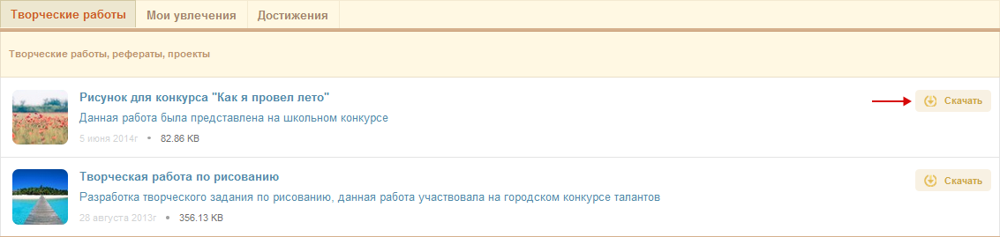 Творческие работы Мои увлечения Достижения
Творческие работы, рефераты, проекты
Рисунок для конкурса "Как я провел лето"
Скачать
Данная работа была представлена на школьном конкурсе
5 июня 2014г • 82.86 KB
Творческая работа по рисованию
Скачать
Разработка творческого задания по рисованию, данная работа участвовала на городском конкурсе талантов
28 августа 2013г • 356.13 KB